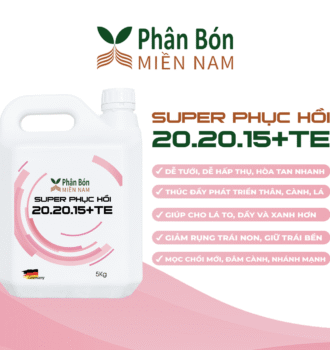 Phân Bón
MIỀN NAM
SUPER PHỤC HỒI
20.20.15+TE
DỄ TƯỚI, DỄ HẤP THỤ, HÒA TAN NHANH
THÚC ĐẨY PHÁT TRIỂN THÂN, CÀNH, LÁ
GIÚP CHO LÁ TO, DẦY VÀ XANH HƠN
GIẢM RỤNG TRÁI NON, GIỮ TRÁI BỀN
MỌC CHỒI MỚI, ĐÂM CÀNH, NHÁNH MẠNH
Phân Bón
MIỀN NAM
SUPER PHỤC HỒI
20.20.15+TE
Germany
5Kg